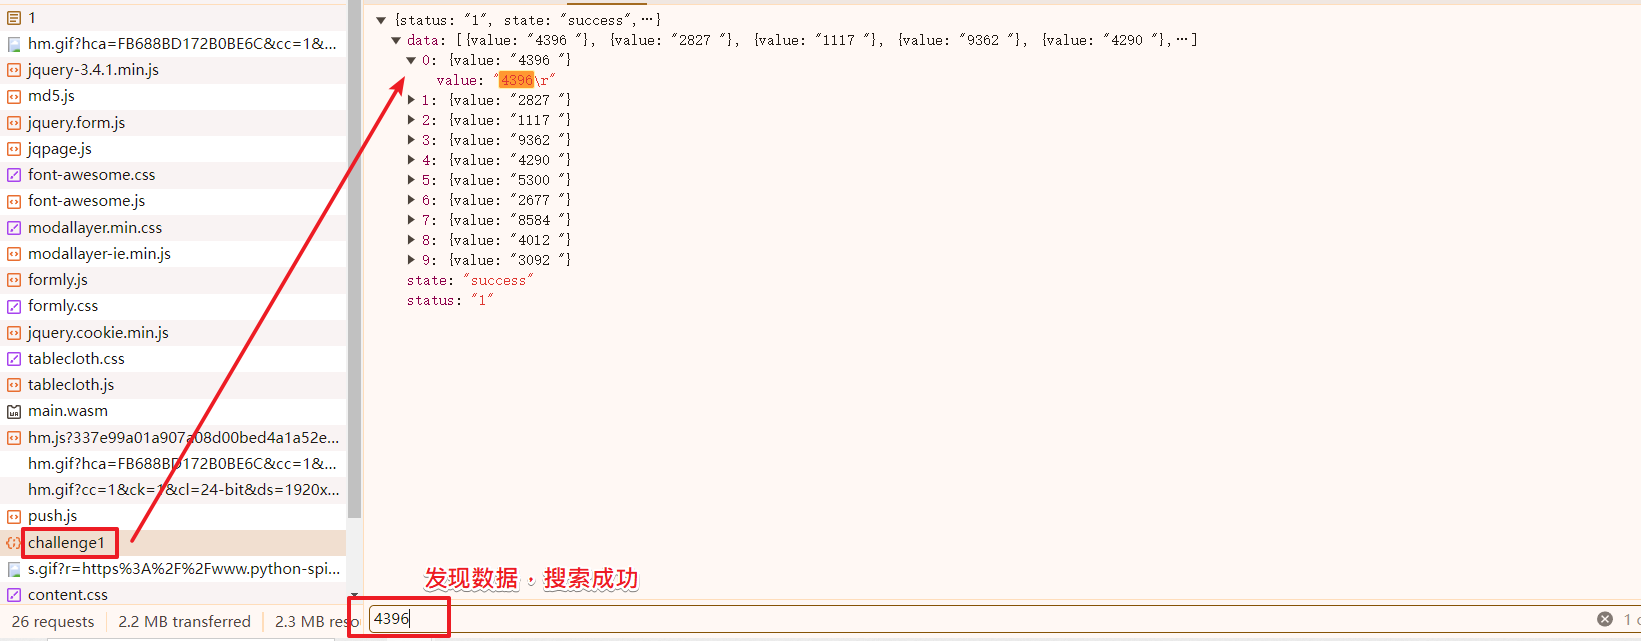 1
hm.gif?hca=FB688BD172B0BE6C&cc=1&...
jquery-3.4.1.min.js
md5.js
jquery.form.js
jqpage.js
font-awesome.css
font-awesome.js
modallayer.min.css
modallayer-ie.min.js
formly.js
formly.css
jquery.cookie.min.js
tablecloth.css
tablecloth.js
main.wasm
hm.js?337e99a01a907a08d00bed4a1a52e...
hm.gif?hca=FB688BD172B0BE6C&cc=1&...
hm.gif?cc=1&ck=1&cl=24-bit&ds=1920x...
push.js
challenge1
s.gif?r=https%3A%2F%2Fwww.python-spi...
content.css
26 requests 2.2 MB transferred 2.3 MB reso
{status: "1", state: "success",…}
data: [{value: "4396 "}, {value: "2827 "}, {value: "1117 "}, {value: "9362 "}, {value: "4290 "},…]
0: {value: "4396 "}
value: "4396\r"
1: {value: "2827 "}
2: {value: "1117 "}
3: {value: "9362 "}
4: {value: "4290 "}
5: {value: "5300 "}
6: {value: "2677 "}
7: {value: "8584 "}
8: {value: "4012 "}
9: {value: "3092 "}
state: "success"
status: "1"
发现数据，搜索成功
4396
1